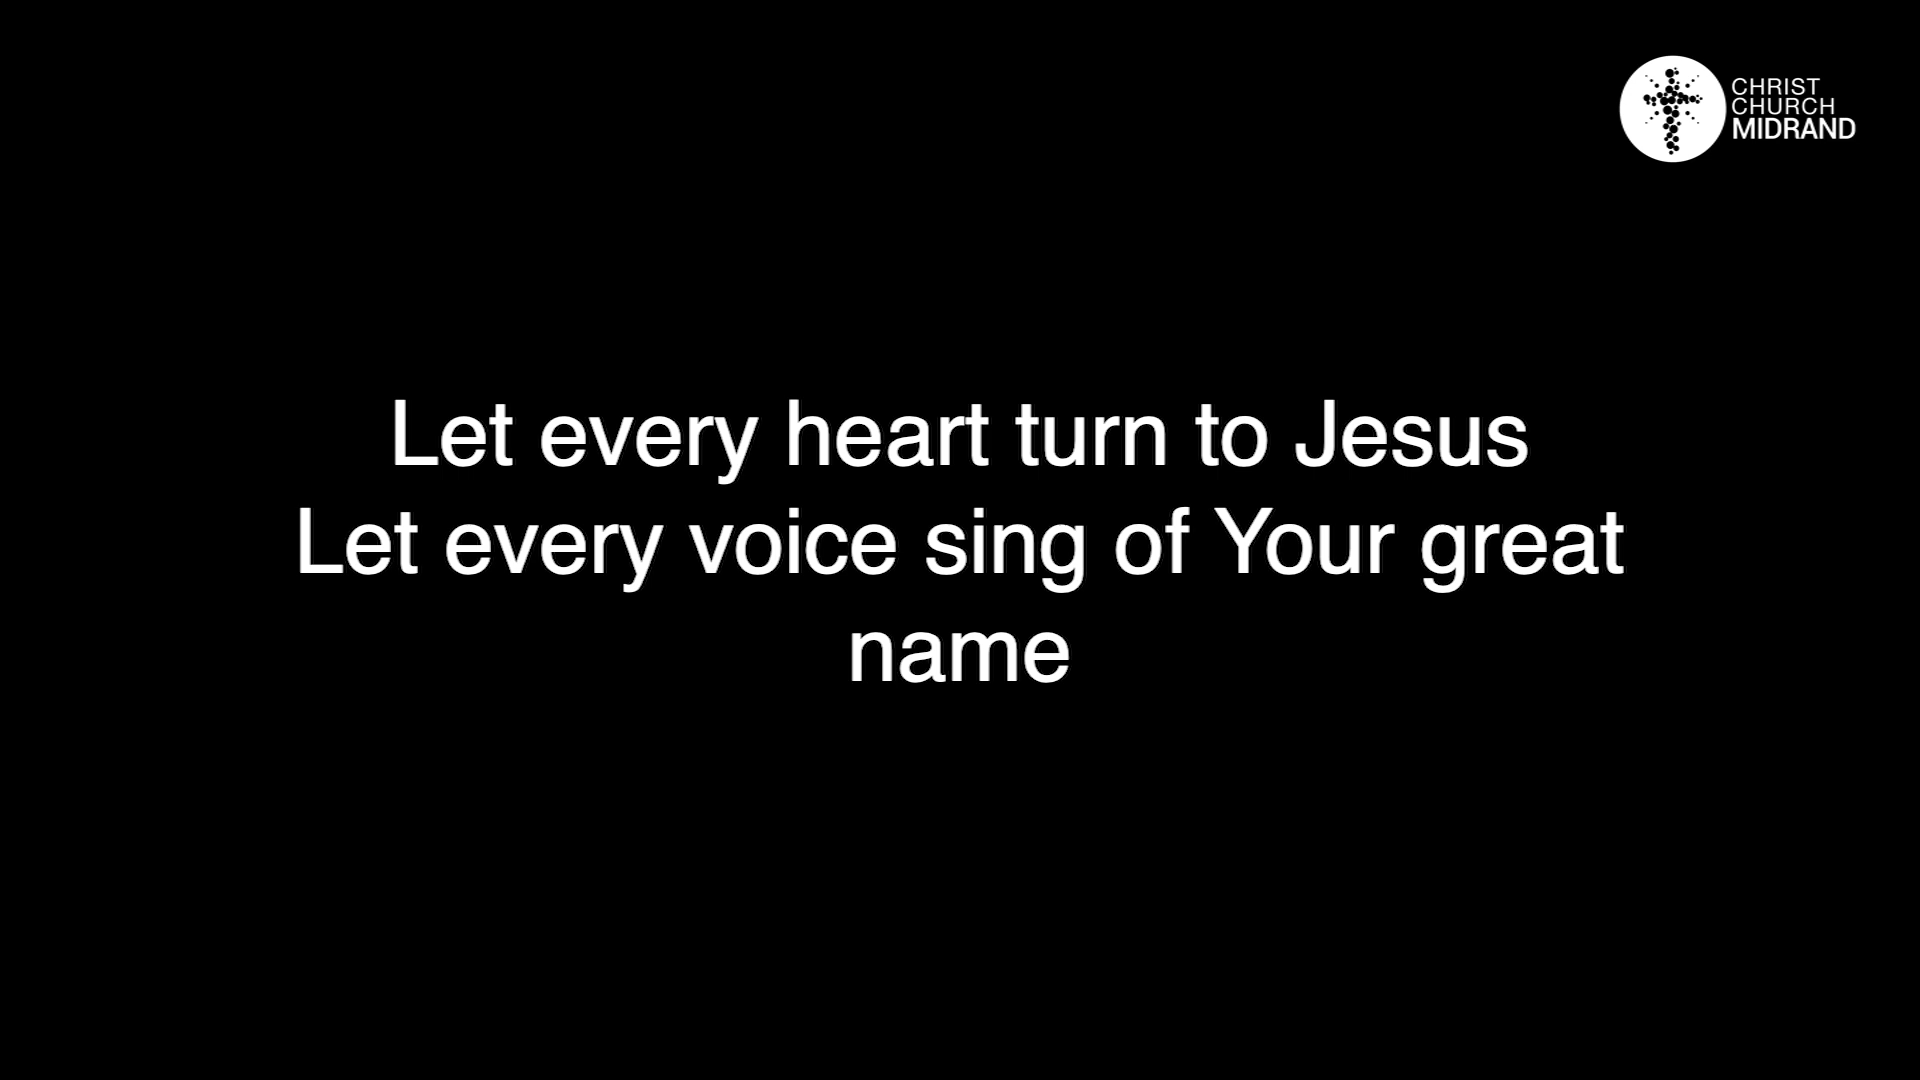 CHRIST
CHURCH
MIDRAND
Let every heart turn to Jesus
Let every voice sing of Your great
name